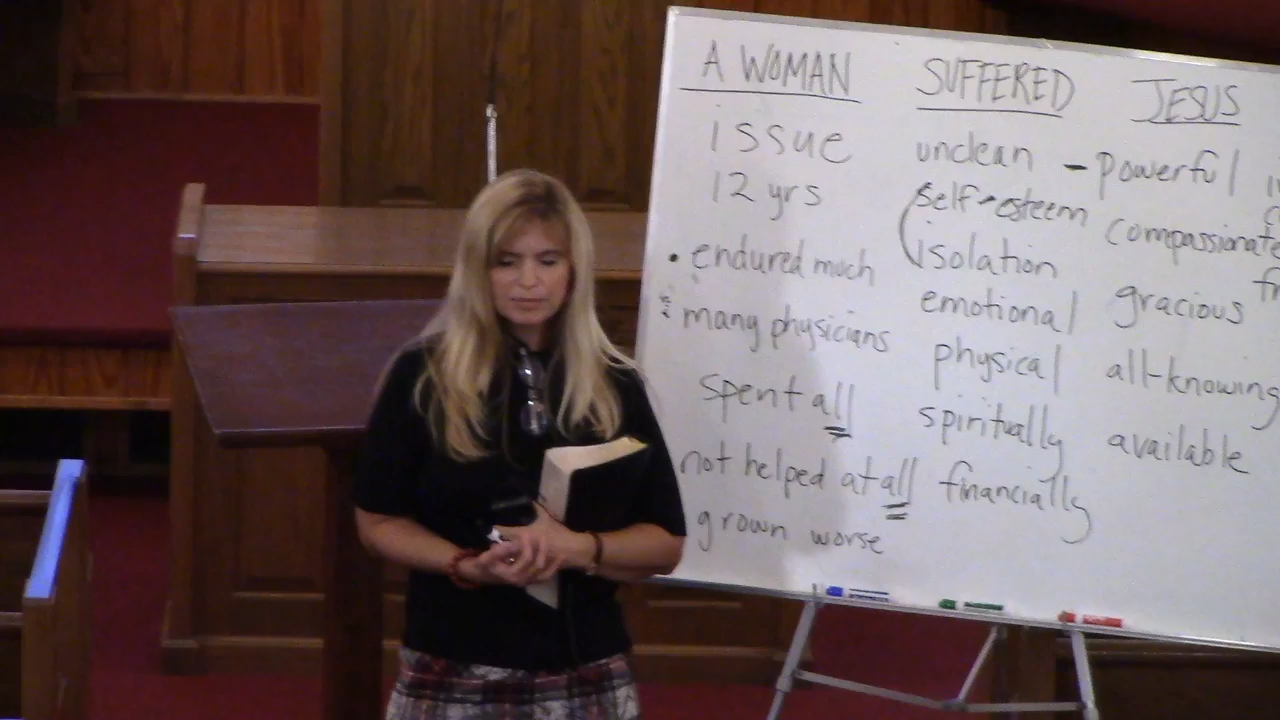 A WOMAN
issue
12 yrs
• endured much
many physicians
spent all
not helped at all
grown worse
SUFFERED
unclean
self-esteem
isolation
emotional
physical
spiritually
financially
JESUS
- powerful
compassionate
gracious
all-knowing
available